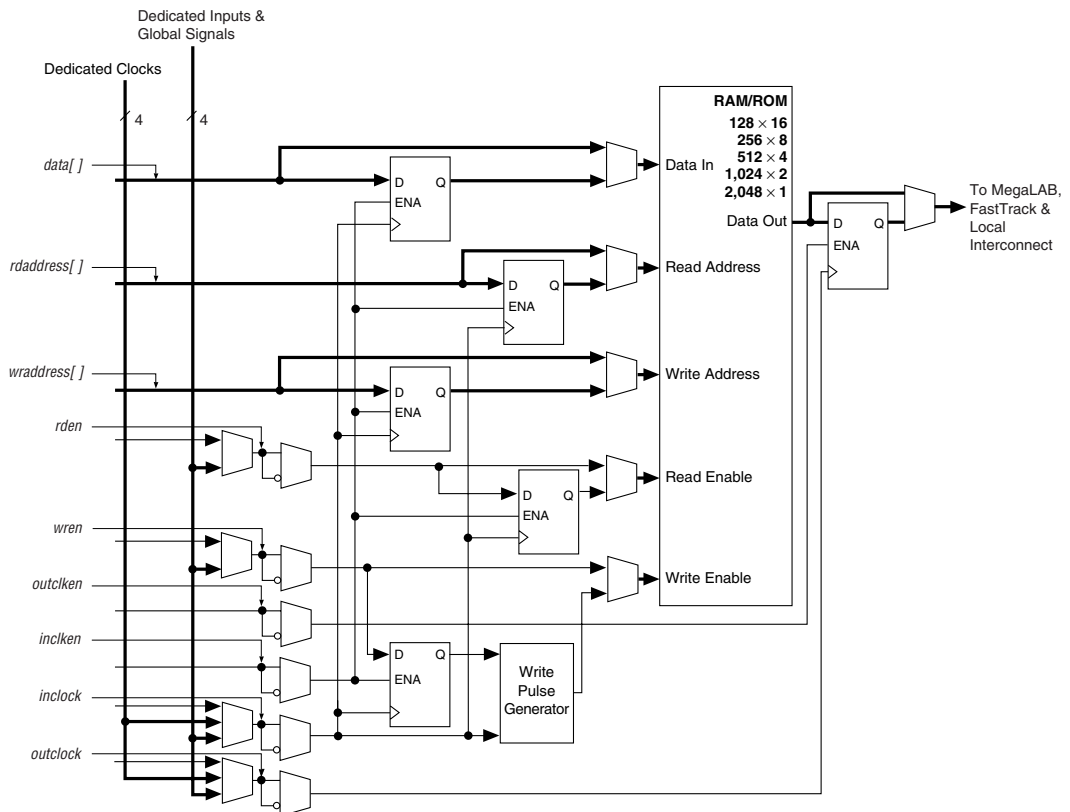 Dedicated Inputs &
Global Signals
Dedicated Clocks
4
4
RAM/ROM
128 × 16
256 × 8
512 × 4
1,024 × 2
2,048 × 1
data[ ]
D
Q
ENA
Data In
Data Out
D
Q
ENA
To MegaLAB,
FastTrack &
Local
Interconnect
rdaddress[ ]
D
Q
ENA
Read Address
wraddress[ ]
D
Q
ENA
Write Address
rden
D
Q
ENA
Read Enable
wren
Write Enable
outclken
inclken
D
Q
ENA
Write
Pulse
Generator
inclock
outclock